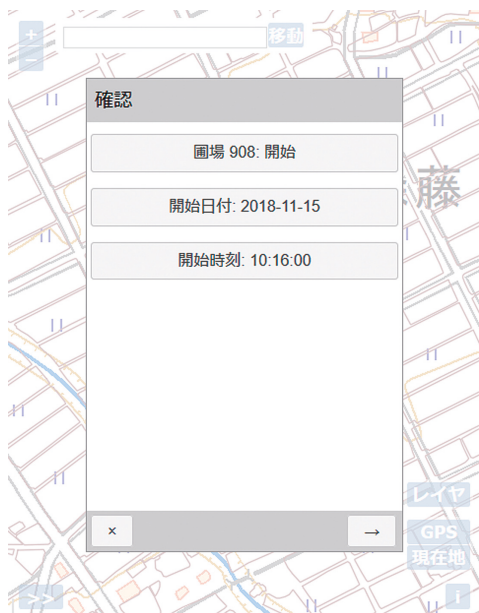 +
移動
−
確認
圃場 908: 開始
藤
開始日付: 2018-11-15
開始時刻: 10:16:00
レイヤ
×
→
GPS
現在地
>>
i